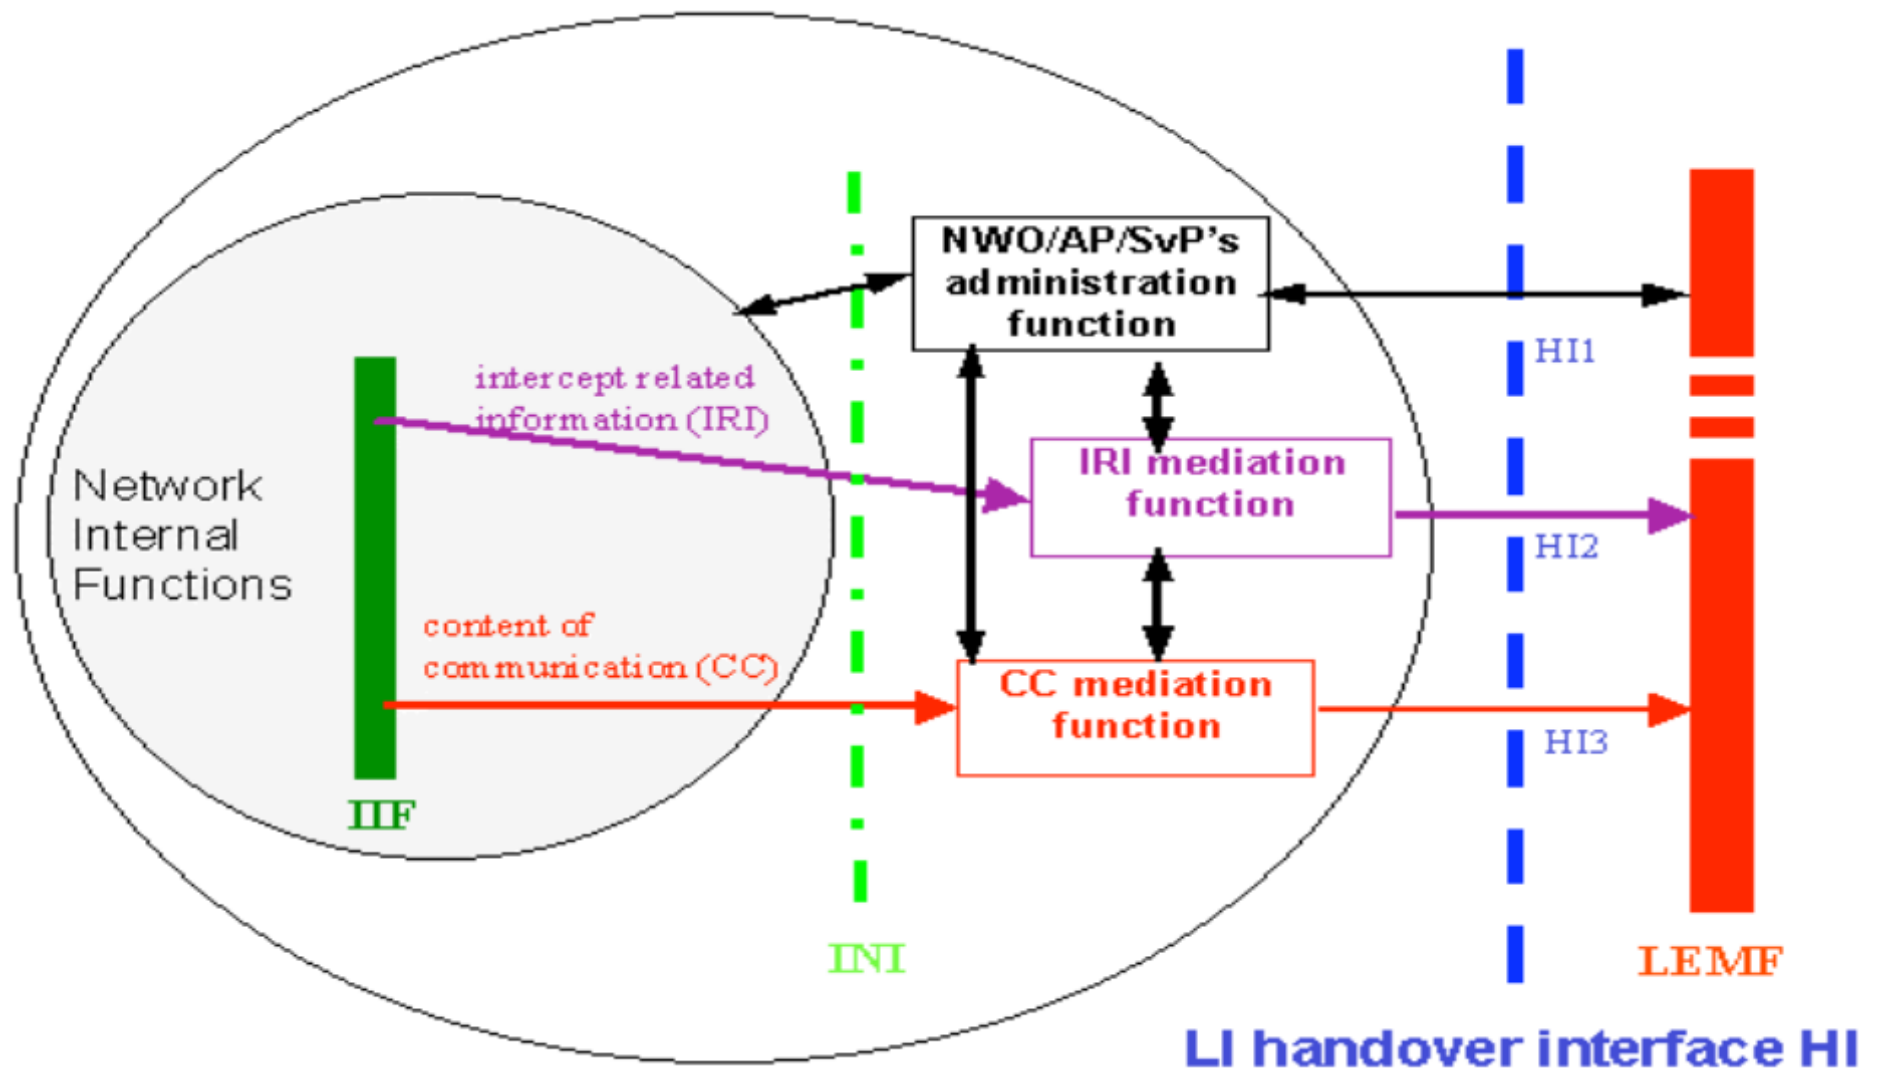 NWO/AP/SvP's
administration
function
HI1
intercept related
information (IRI)
IRI mediation
function
Network
Internal
Functions
HI2
content of
communication (CC)
CC mediation
function
HI3
IIF
INI
LEMF
LI handover interface HI